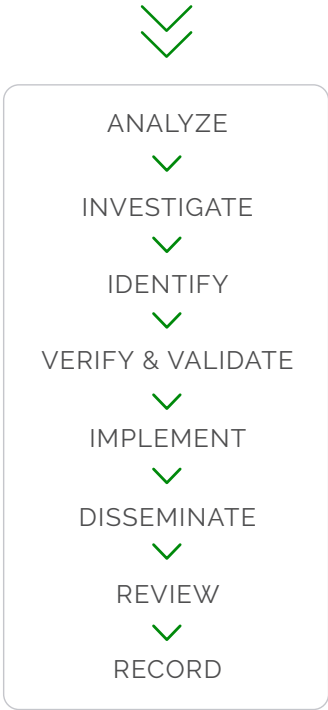 ANALYZE
INVESTIGATE
IDENTIFY
VERIFY & VALIDATE
IMPLEMENT
DISSEMINATE
REVIEW
RECORD